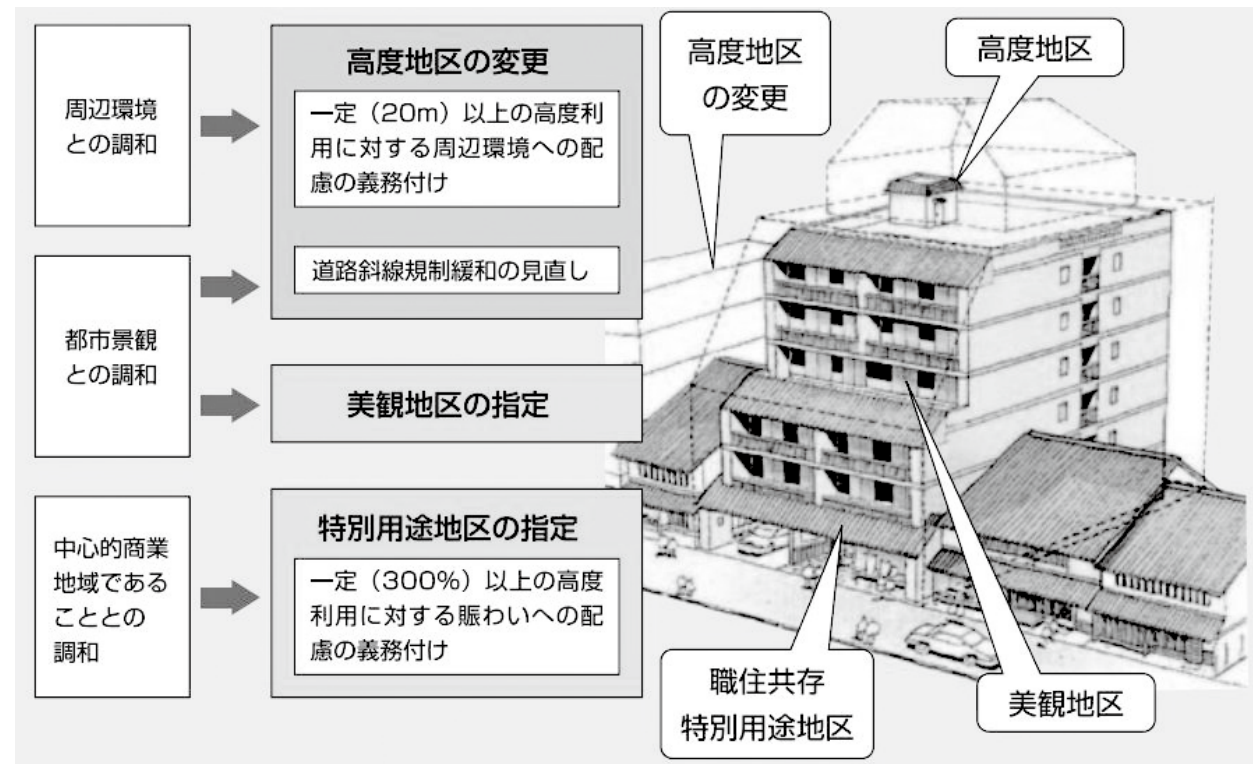 周辺環境
との調和
高度地区の変更
一定（20m）以上の高度利
用に対する周辺環境への配
慮の義務付け
道路斜線規制緩和の見直し
都市景観
との調和
美観地区の指定
中心的商業
地域である
こととの
調和
特別用途地区の指定
一定（300%）以上の高度
利用に対する賑わいへの配
慮の義務付け
高度地区
の変更
高度地区
職住共存
特別用途地区
美観地区